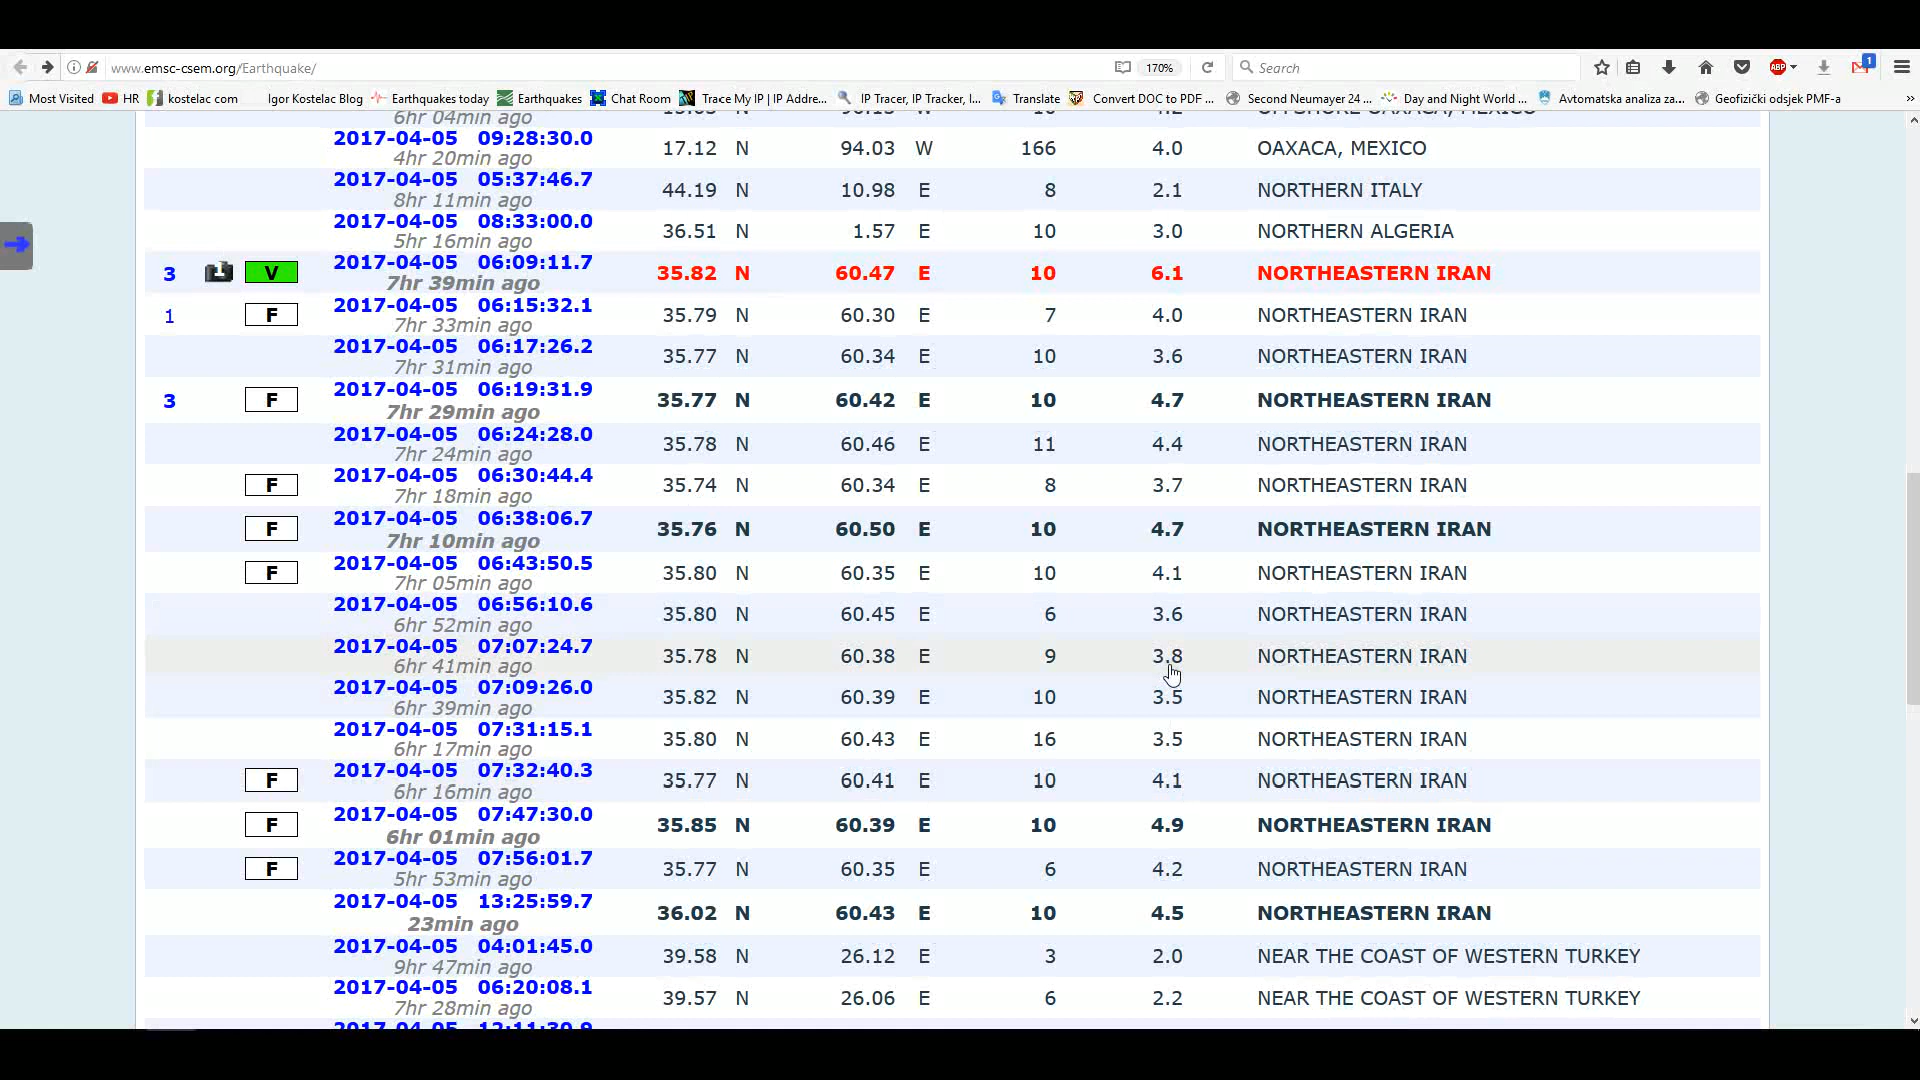 www.emsc-csem.org/Earthquake/ 170% Search 1
Most Visited HR kostelac com Igor Kostelac Blog Earthquakes today Earthquakes Chat Room Trace My IP | IP Addre... IP Tracer, IP Tracker, I... Translate Convert DOC to PDF ... Second Neumayer 24 ... Day and Night World ... Avtomatska analiza za... Geofizički odsjek PMF-a »
6hr 04min ago
2017-04-05 09:28:30.0
4hr 20min ago 17.12 N 94.03 W 166 4.0 OAXACA, MEXICO
2017-04-05 05:37:46.7
8hr 11min ago 44.19 N 10.98 E 8 2.1 NORTHERN ITALY
2017-04-05 08:33:00.0
5hr 16min ago 36.51 N 1.57 E 10 3.0 NORTHERN ALGERIA
3 V 2017-04-05 06:09:11.7
7hr 39min ago 35.82 N 60.47 E 10 6.1 NORTHEASTERN IRAN
1 F 2017-04-05 06:15:32.1
7hr 33min ago 35.79 N 60.30 E 7 4.0 NORTHEASTERN IRAN
2017-04-05 06:17:26.2
7hr 31min ago 35.77 N 60.34 E 10 3.6 NORTHEASTERN IRAN
3 F 2017-04-05 06:19:31.9
7hr 29min ago 35.77 N 60.42 E 10 4.7 NORTHEASTERN IRAN
2017-04-05 06:24:28.0
7hr 24min ago 35.78 N 60.46 E 11 4.4 NORTHEASTERN IRAN
F 2017-04-05 06:30:44.4
7hr 18min ago 35.74 N 60.34 E 8 3.7 NORTHEASTERN IRAN
F 2017-04-05 06:38:06.7
7hr 10min ago 35.76 N 60.50 E 10 4.7 NORTHEASTERN IRAN
F 2017-04-05 06:43:50.5
7hr 05min ago 35.80 N 60.35 E 10 4.1 NORTHEASTERN IRAN
2017-04-05 06:56:10.6
6hr 52min ago 35.80 N 60.45 E 6 3.6 NORTHEASTERN IRAN
2017-04-05 07:07:24.7
6hr 41min ago 35.78 N 60.38 E 9 3.8 NORTHEASTERN IRAN
2017-04-05 07:09:26.0
6hr 39min ago 35.82 N 60.39 E 10 3.5 NORTHEASTERN IRAN
2017-04-05 07:31:15.1
6hr 17min ago 35.80 N 60.43 E 16 3.5 NORTHEASTERN IRAN
F 2017-04-05 07:32:40.3
6hr 16min ago 35.77 N 60.41 E 10 4.1 NORTHEASTERN IRAN
F 2017-04-05 07:47:30.0
6hr 01min ago 35.85 N 60.39 E 10 4.9 NORTHEASTERN IRAN
F 2017-04-05 07:56:01.7
5hr 53min ago 35.77 N 60.35 E 6 4.2 NORTHEASTERN IRAN
2017-04-05 13:25:59.7
23min ago 36.02 N 60.43 E 10 4.5 NORTHEASTERN IRAN
2017-04-05 04:01:45.0
9hr 47min ago 39.58 N 26.12 E 3 2.0 NEAR THE COAST OF WESTERN TURKEY
2017-04-05 06:20:08.1
7hr 28min ago 39.57 N 26.06 E 6 2.2 NEAR THE COAST OF WESTERN TURKEY